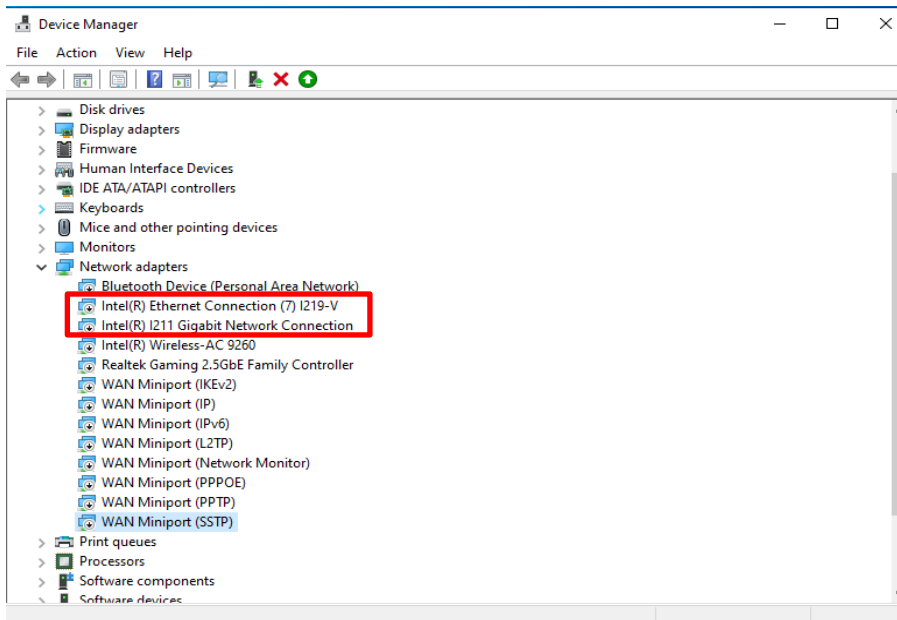 Device Manager
File Action View Help
Disk drives
Display adapters
Firmware
Human Interface Devices
IDE ATA/ATAPI controllers
Keyboards
Mice and other pointing devices
Monitors
Network adapters
Bluetooth Device (Personal Area Network)
Intel(R) Ethernet Connection (7) I219-V
Intel(R) I211 Gigabit Network Connection
Intel(R) Wireless-AC 9260
Realtek Gaming 2.5GbE Family Controller
WAN Miniport (IKEv2)
WAN Miniport (IP)
WAN Miniport (IPv6)
WAN Miniport (L2TP)
WAN Miniport (Network Monitor)
WAN Miniport (PPPOE)
WAN Miniport (PPTP)
WAN Miniport (SSTP)
Print queues
Processors
Software components
Software devices